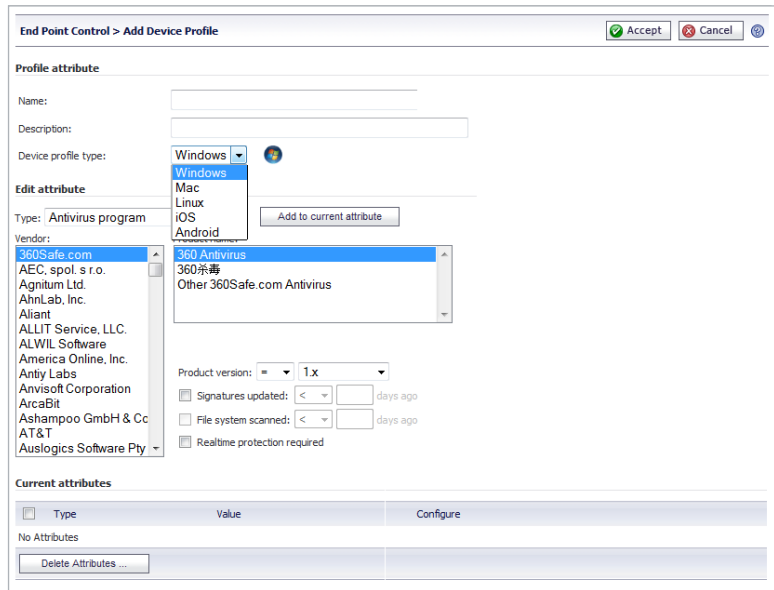 End Point Control > Add Device Profile
Accept
Cancel
Profile attribute
Name:
Description:
Device profile type:
Windows
Windows
Mac
Linux
iOS
Android
Edit attribute
Type: Antivirus program
Add to current attribute
Vendor:
360Safe.com
AEC, spol. s r.o.
Agnitum Ltd.
AhnLab, Inc.
Aliant
ALLIT Service, LLC.
ALWIL Software
America Online, Inc.
Antiy Labs
Anvisoft Corporation
ArcaBit
Ashampoo GmbH & Co
AT&T
Auslogics Software Pty
Product name:
360 Antivirus
360杀毒
Other 360Safe.com Antivirus
Product version: = 1.x
Signatures updated: < days ago
File system scanned: < days ago
Realtime protection required
Current attributes
Type Value Configure
No Attributes
Delete Attributes ...